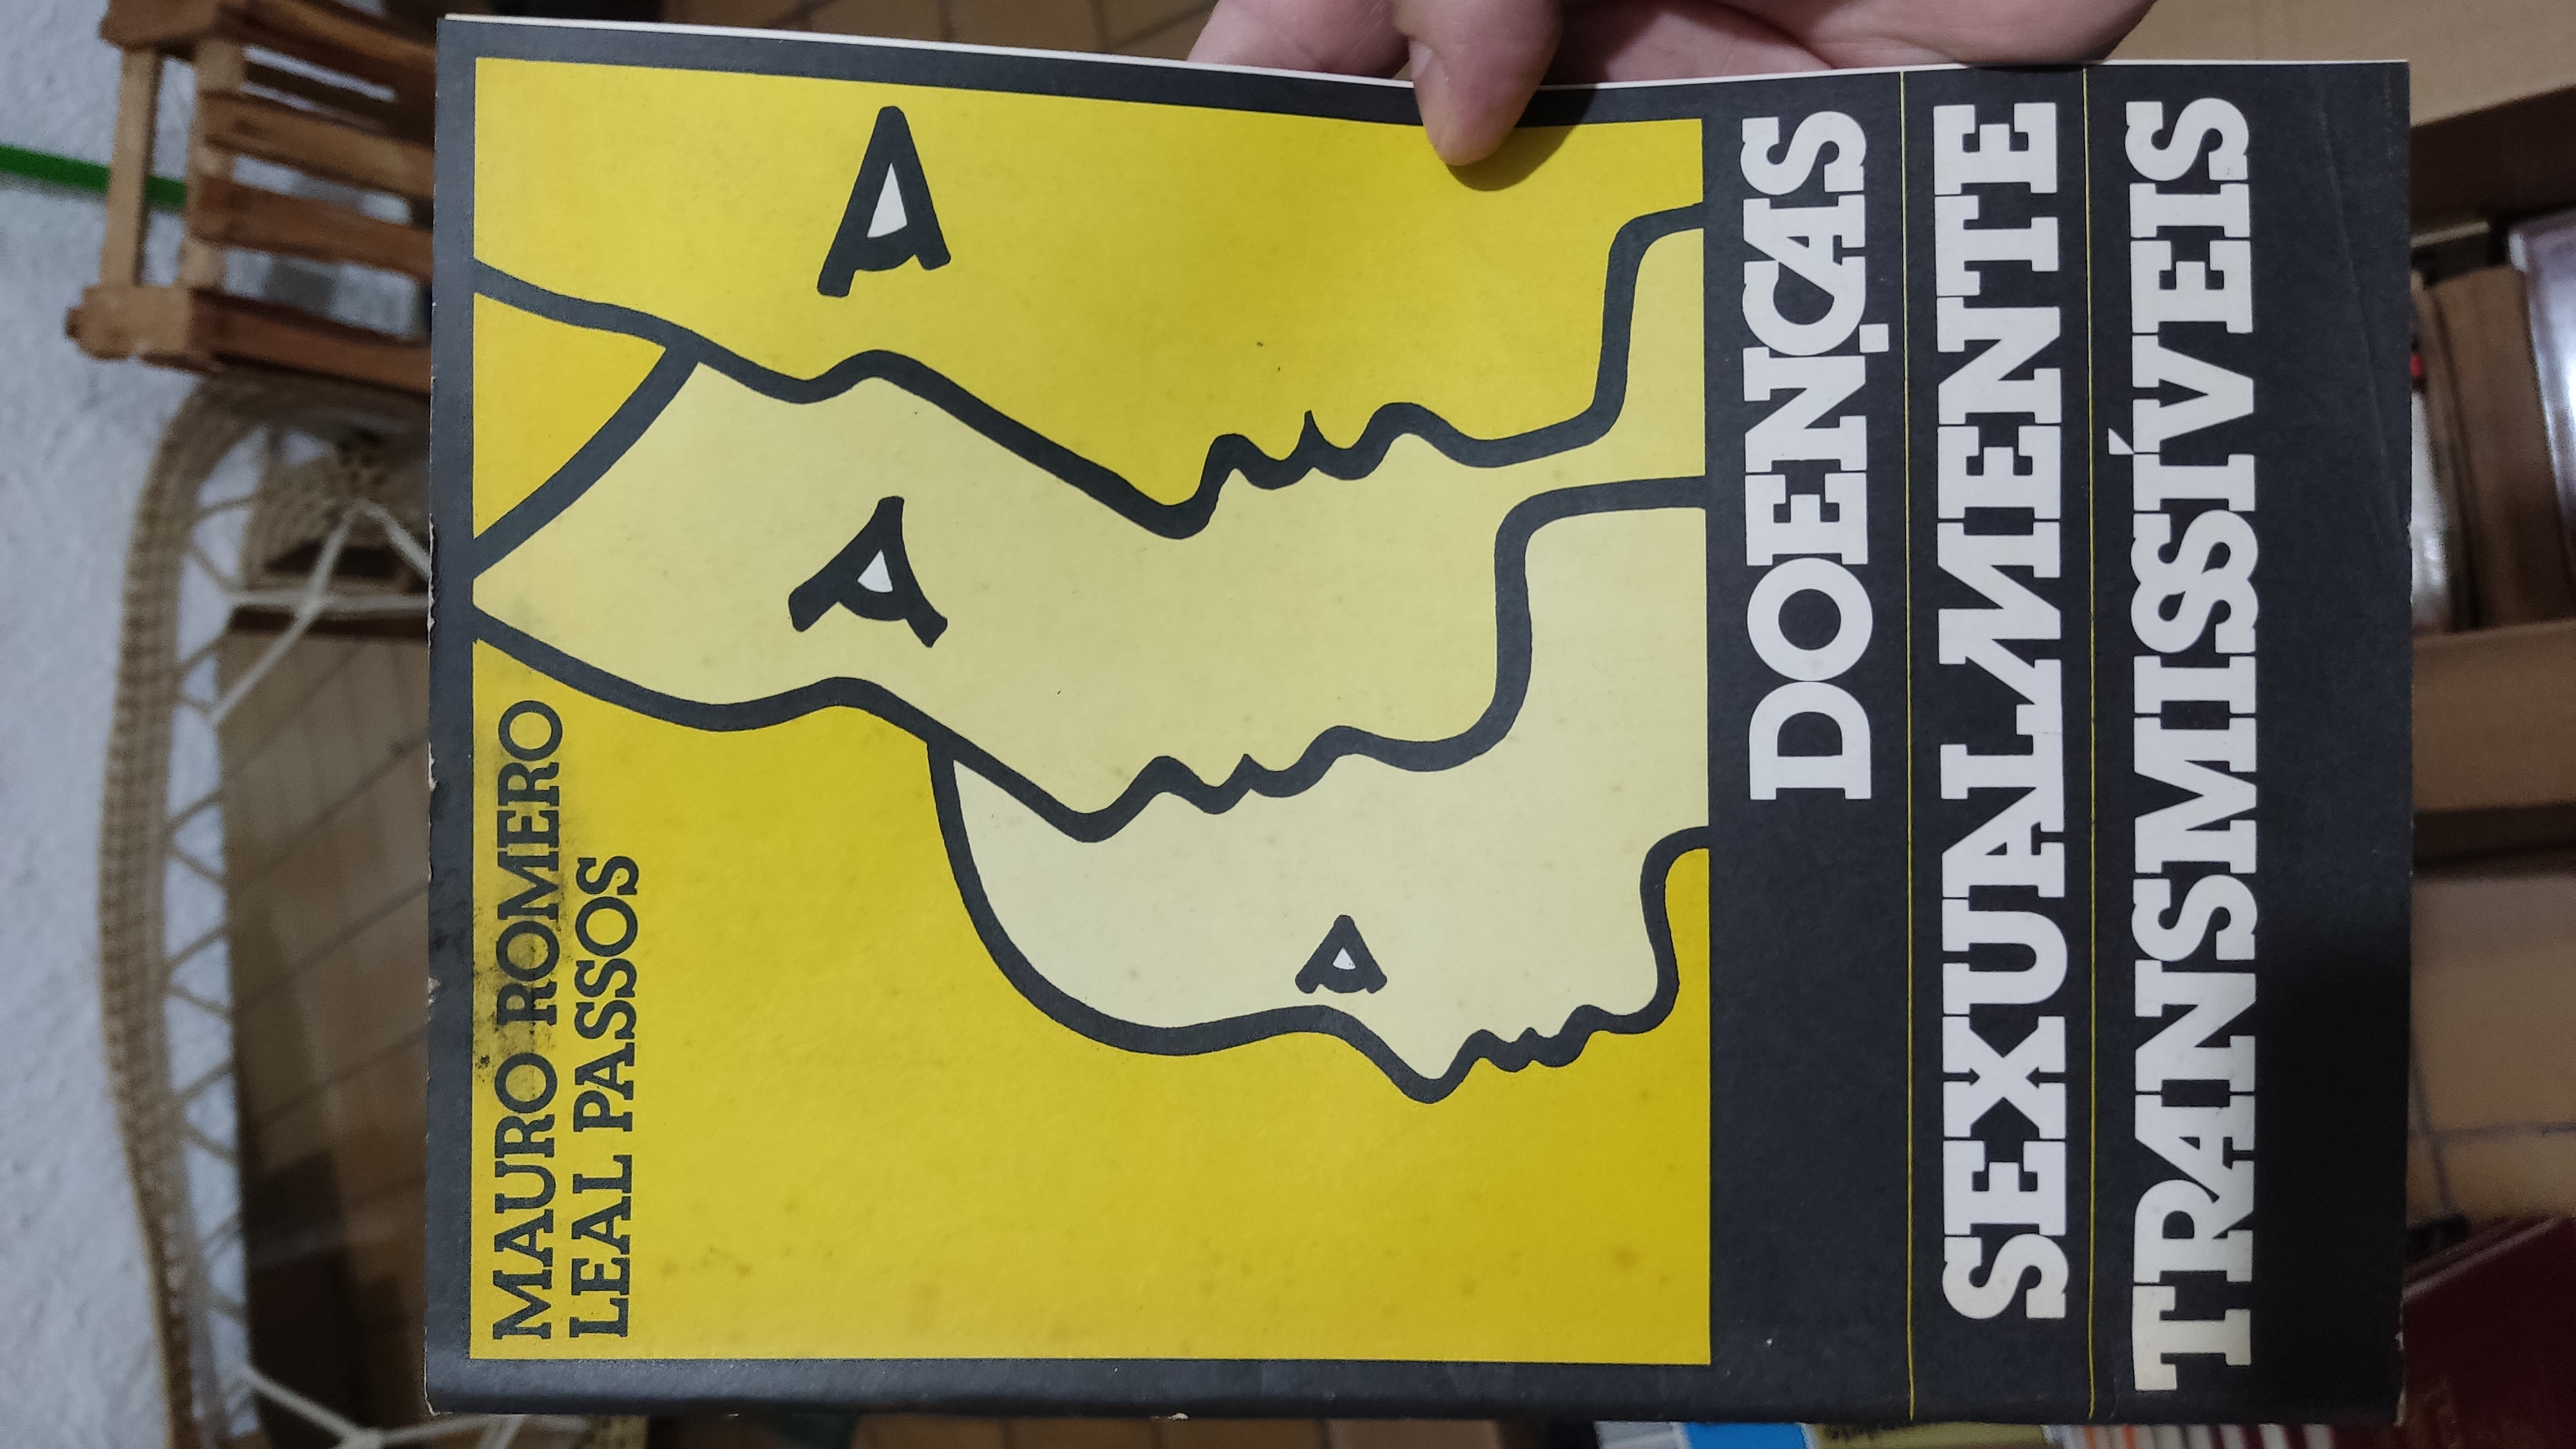 MAURO ROMERO
LEAL PASSOS
DOENÇAS
SEXUALMENTE
TRANSMISSÍVEIS